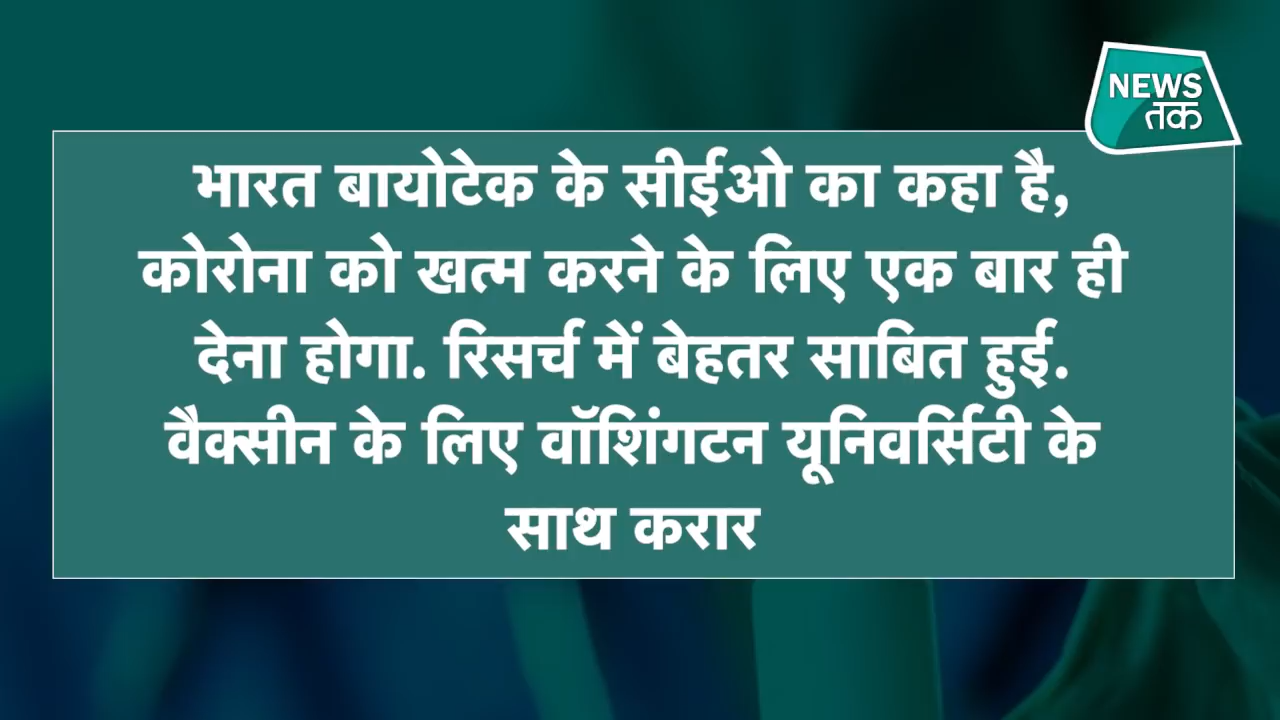 NEWS
तक
भारत बायोटेक के सीईओ का कहा है,
कोरोना को खत्म करने के लिए एक बार ही
देना होगा. रिसर्च में बेहतर साबित हुई.
वैक्सीन के लिए वॉशिंगटन यूनिवर्सिटी के
साथ करार